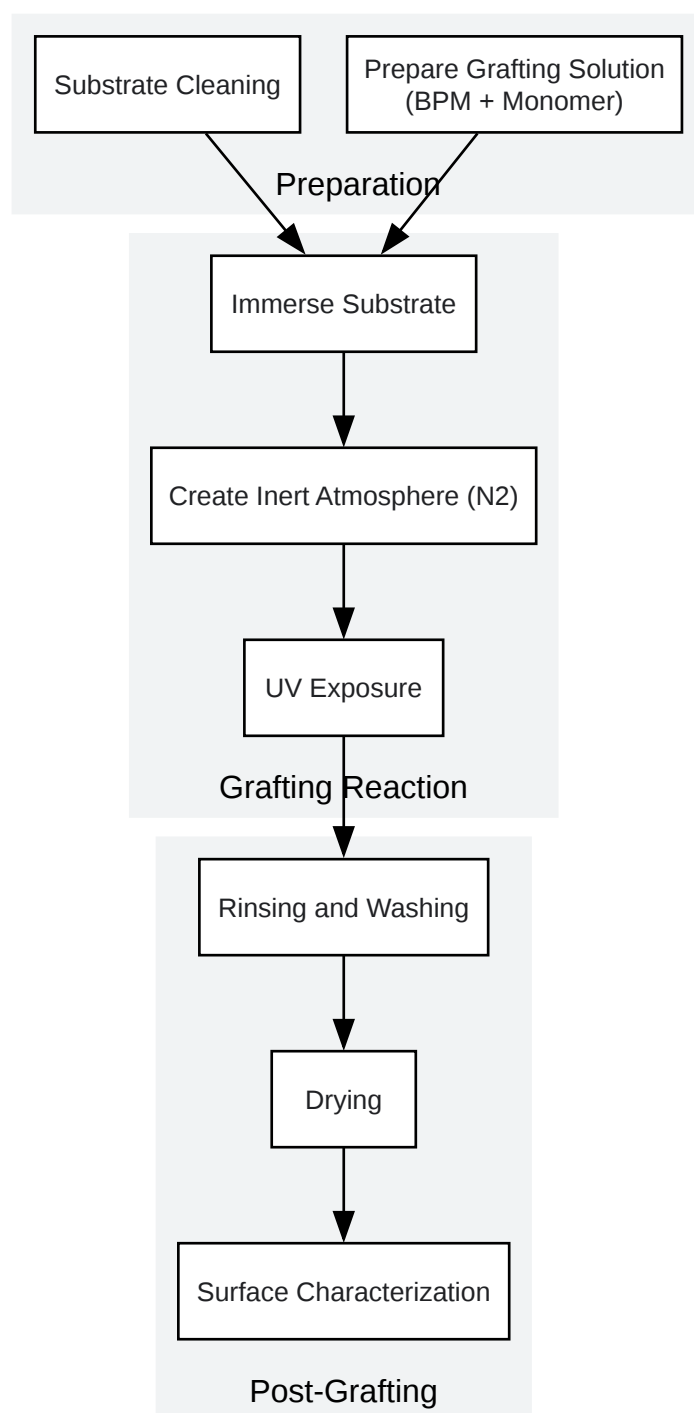 Substrate Cleaning
Prepare Grafting Solution
(BPM + Monomer)
Preparation
Immerse Substrate
Create Inert Atmosphere (N2)
UV Exposure
Grafting Reaction
Rinsing and Washing
Drying
Surface Characterization
Post-Grafting